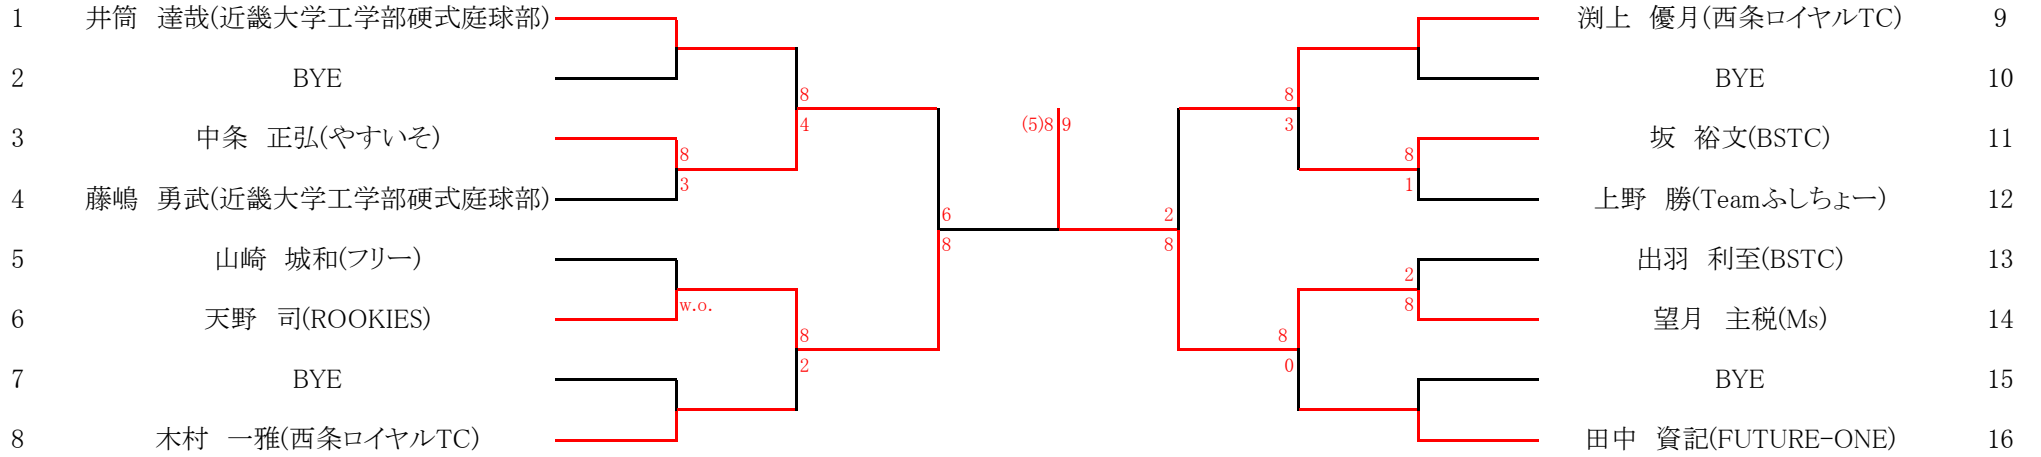 1 井筒　達哉(近畿大学工学部硬式庭球部)
2 BYE
3 中条　正弘(やすいそ)
4 藤嶋　勇武(近畿大学工学部硬式庭球部)
5 山崎　城和(フリー)
6 天野　司(ROOKIES)
7 BYE
8 木村　一雅(西条ロイヤルTC)
8
3
w.o.
8
4
8
2
6
8
(5)8 9
2
8
8
3
8
0
8
1
2
8
渕上　優月(西条ロイヤルTC) 9
BYE 10
坂　裕文(BSTC) 11
上野　勝(Teamふしちょー) 12
出羽　利至(BSTC) 13
望月　主税(Ms) 14
BYE 15
田中　資記(FUTURE-ONE) 16